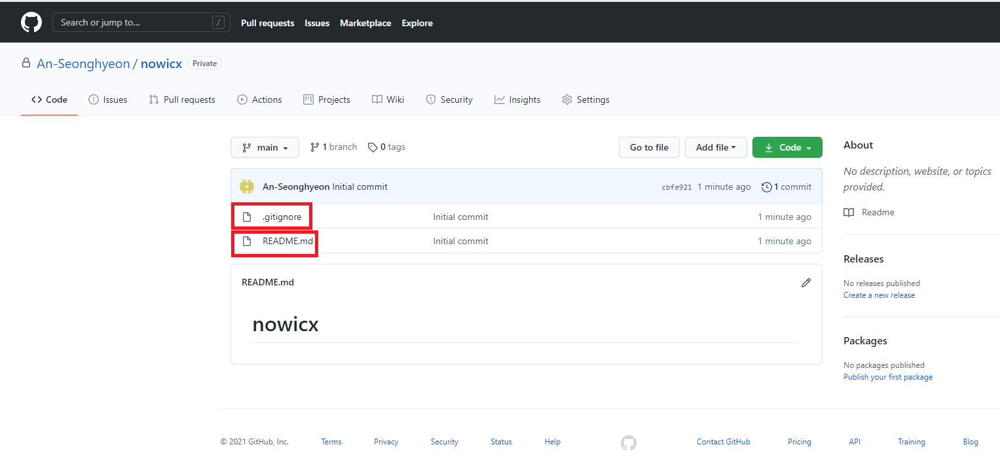 Search or jump to... /
Pull requests Issues Marketplace Explore
An-Seonghyeon / nowicx Private
Code Issues Pull requests Actions Projects Wiki Security Insights Settings
main 1 branch 0 tags Go to file Add file Code
An-Seonghyeon Initial commit cbfe921 1 minute ago 1 commit
.gitignore Initial commit 1 minute ago
README.md Initial commit 1 minute ago
README.md
nowicx
About
No description, website, or topics
provided.
Readme
Releases
No releases published
Create a new release
Packages
No packages published
Publish your first package
© 2021 GitHub, Inc. Terms Privacy Security Status Help Contact GitHub Pricing API Training Blog